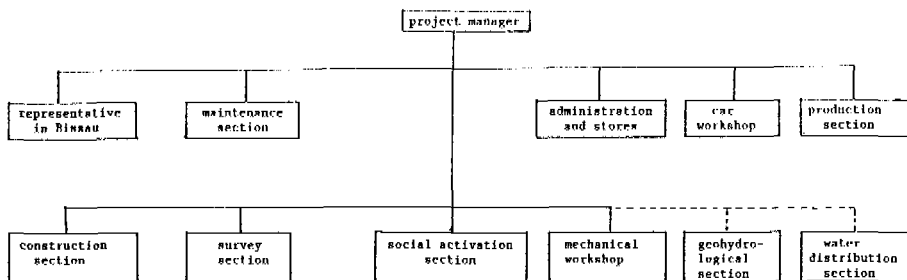 project manager
representative
in Bissau
maintenance
section
administration
and stores
car
workshop
production
section
construction
section
survey
section
social activation
section
mechanical
workshop
geohydro-
logical
section
water
distribution
section